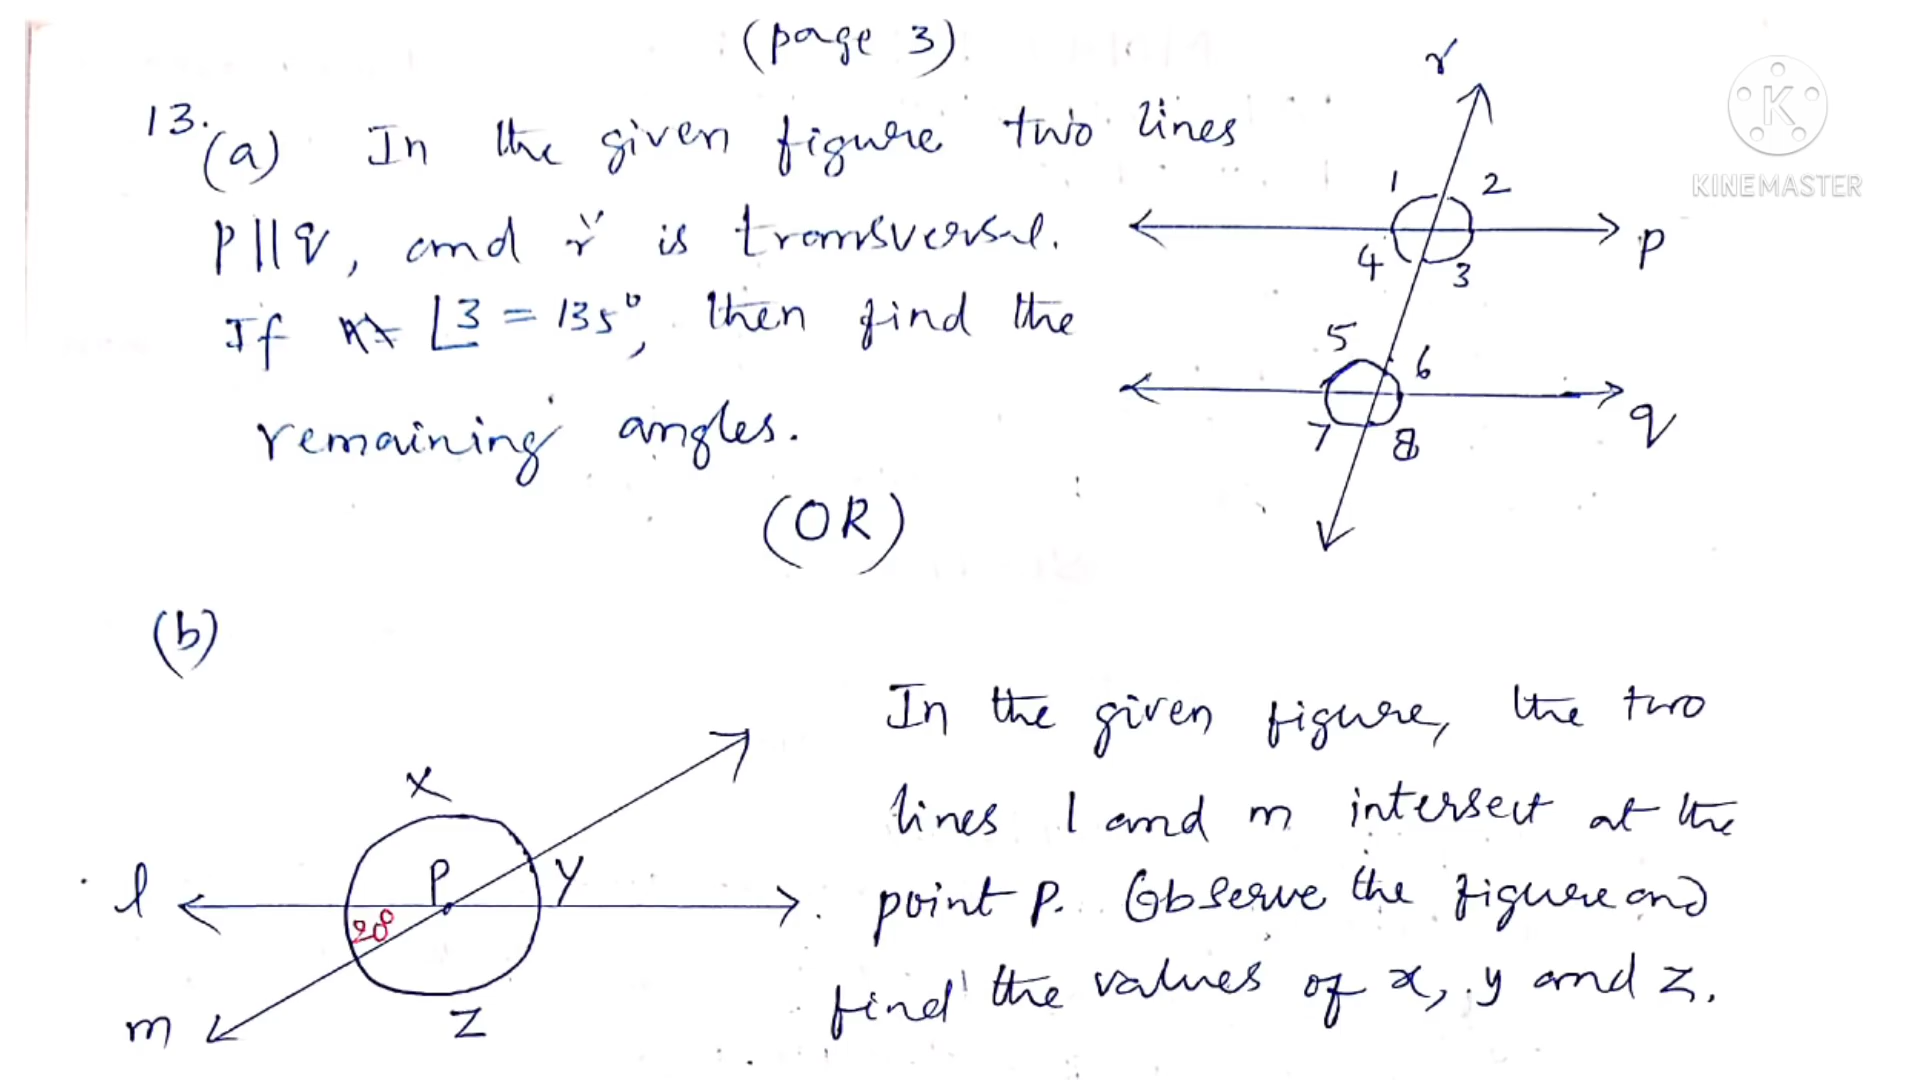 (page 3)
13. (a) In the given figure two lines
p||q, and r is transversal.
If ∠3 = 135°, then find the
remaining angles.
r
1 2
p
4 3
5 6
q
7 8
KINEMASTER
(OR)
(b)
In the given figure, the two
lines l and m intersect at the
point P. Observe the figure and
find the values of x, y and z.
x
P
y
l
20°
m
z